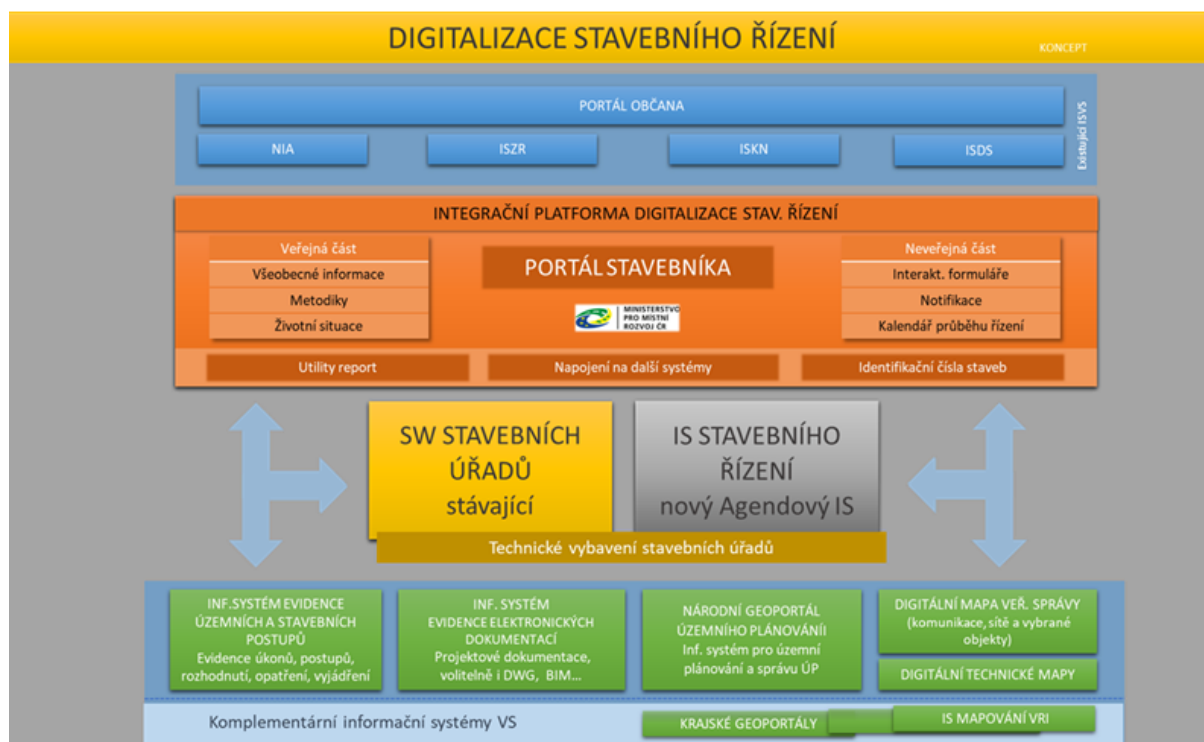 DIGITALIZACE STAVEBNÍHO ŘÍZENÍ
KONCEPT
PORTÁL OBČANA
NIA
ISZR
ISKN
ISDS
Existující ISVS
INTEGRAČNÍ PLATFORMA DIGITALIZACE STAV. ŘÍZENÍ
Veřejná část
Všeobecné informace
Metodiky
Životní situace
PORTÁL STAVEBNÍKA
MINISTERSTVO
PRO MÍSTNÍ
ROZVOJ ČR
Neveřejná část
Interakt. formuláře
Notifikace
Kalendář průběhu řízení
Utility report
Napojení na další systémy
Identifikační čísla staveb
SW STAVEBNÍCH
ÚŘADŮ
stávající
IS STAVEBNÍHO
ŘÍZENÍ
nový Agendový IS
Technické vybavení stavebních úřadů
INF.SYSTÉM EVIDENCE
ÚZEMNÍCH A STAVEBNÍCH
POSTUPŮ
Evidence úkonů, postupů,
rozhodnutí, opatření, vyjádření
INF. SYSTÉM
EVIDENCE ELEKTRONICKÝCH
DOKUMENTACÍ
Projektové dokumentace,
volitelně i DWG, BIM...
NÁRODNÍ GEOPORTÁL
ÚZEMNÍHO PLÁNOVÁNÍI
Inf. systém pro územní
plánování a správu ÚP
DIGITÁLNÍ MAPA VEŘ. SPRÁVY
(komunikace, sítě a vybrané
objekty)
DIGITÁLNÍ TECHNICKÉ MAPY
Komplementární informační systémy VS
KRAJSKÉ GEOPORTÁLY
IS MAPOVÁNÍ VRI